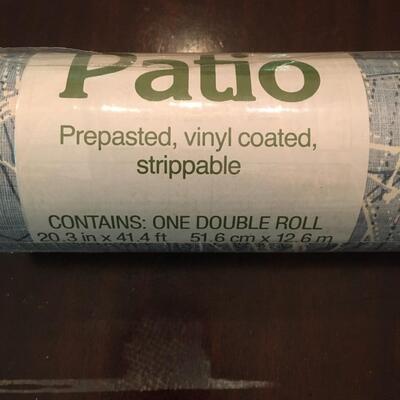 Patio
Prepasted, vinyl coated,
strippable
CONTAINS: ONE DOUBLE ROLL
20.3 in x 41.4 ft 51.6 cm x 12.6 m